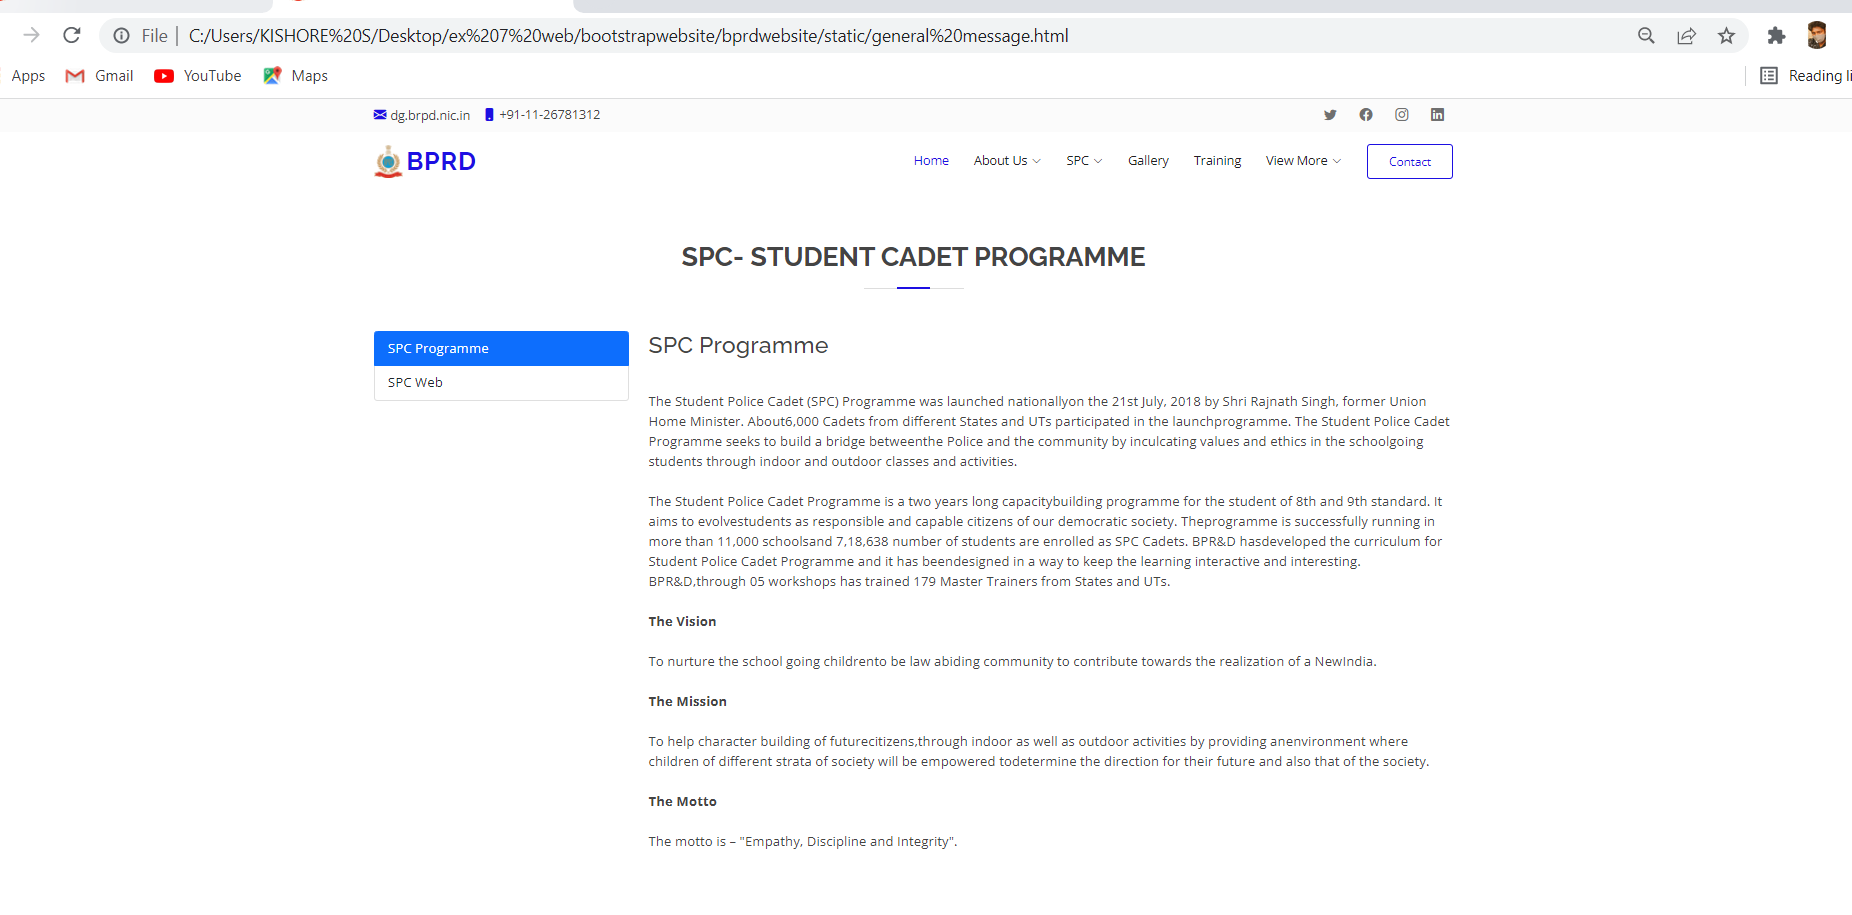 File | C:/Users/KISHORE%20S/Desktop/ex%207%20web/bootstrapwebsite/bprdwebsite/static/general%20message.html
Apps Gmail YouTube Maps Reading li
dg.brpd.nic.in +91-11-26781312
BPRD Home About Us SPC Gallery Training View More Contact
SPC- STUDENT CADET PROGRAMME
SPC Programme
SPC Web
SPC Programme
The Student Police Cadet (SPC) Programme was launched nationallyon the 21st July, 2018 by Shri Rajnath Singh, former Union
Home Minister. About6,000 Cadets from different States and UTs participated in the launchprogramme. The Student Police Cadet
Programme seeks to build a bridge betweenthe Police and the community by inculcating values and ethics in the schoolgoing
students through indoor and outdoor classes and activities.
The Student Police Cadet Programme is a two years long capacitybuilding programme for the student of 8th and 9th standard. It
aims to evolvestudents as responsible and capable citizens of our democratic society. Theprogramme is successfully running in
more than 11,000 schoolsand 7,18,638 number of students are enrolled as SPC Cadets. BPR&D hasdeveloped the curriculum for
Student Police Cadet Programme and it has beendesigned in a way to keep the learning interactive and interesting.
BPR&D,through 05 workshops has trained 179 Master Trainers from States and UTs.
The Vision
To nurture the school going childrento be law abiding community to contribute towards the realization of a NewIndia.
The Mission
To help character building of futurecitizens,through indoor as well as outdoor activities by providing anenvironment where
children of different strata of society will be empowered todetermine the direction for their future and also that of the society.
The Motto
The motto is – "Empathy, Discipline and Integrity".